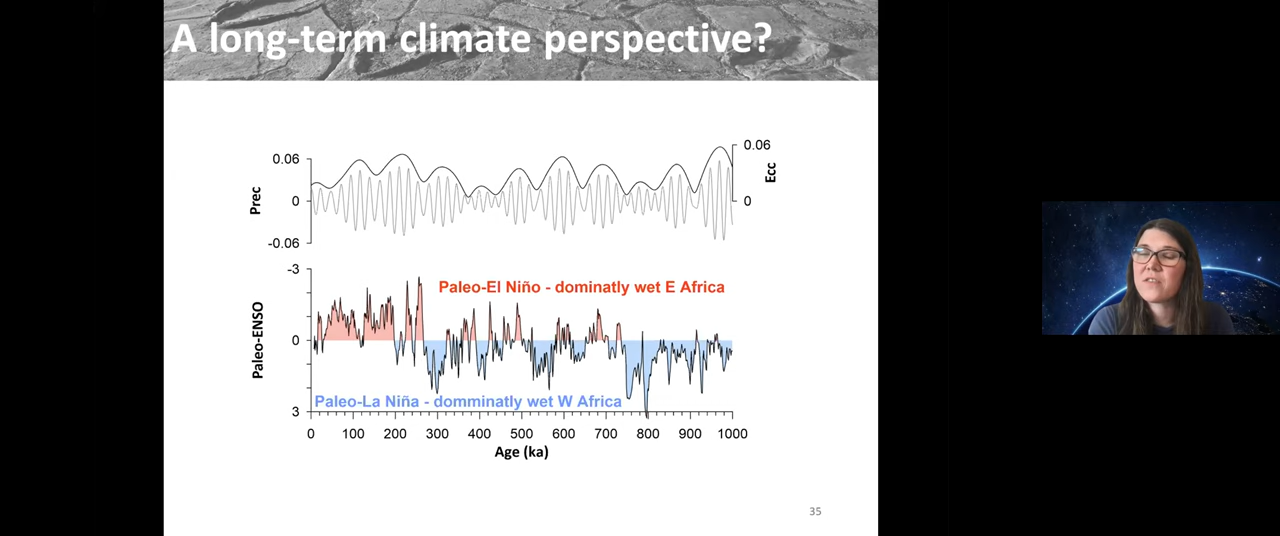 A long-term climate perspective?
0.06
0.06
Prec
0
0
Ecc
-0.06
-3
Paleo-El Niño - dominatly wet E Africa
Paleo-ENSO
0
Paleo-La Niña - domminatly wet W Africa
3
0 100 200 300 400 500 600 700 800 900 1000
Age (ka)
35